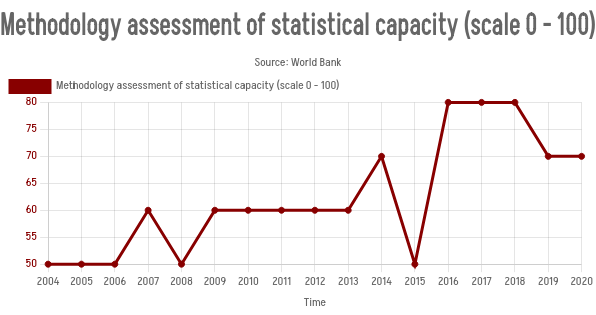 Methodology assessment of statistical capacity (scale 0 - 100)
Source: World Bank
Methodology assessment of statistical capacity (scale 0 - 100)
80
75
70
65
60
55
50
2004 2005 2006 2007 2008 2009 2010 2011 2012 2013 2014 2015 2016 2017 2018 2019 2020
Time